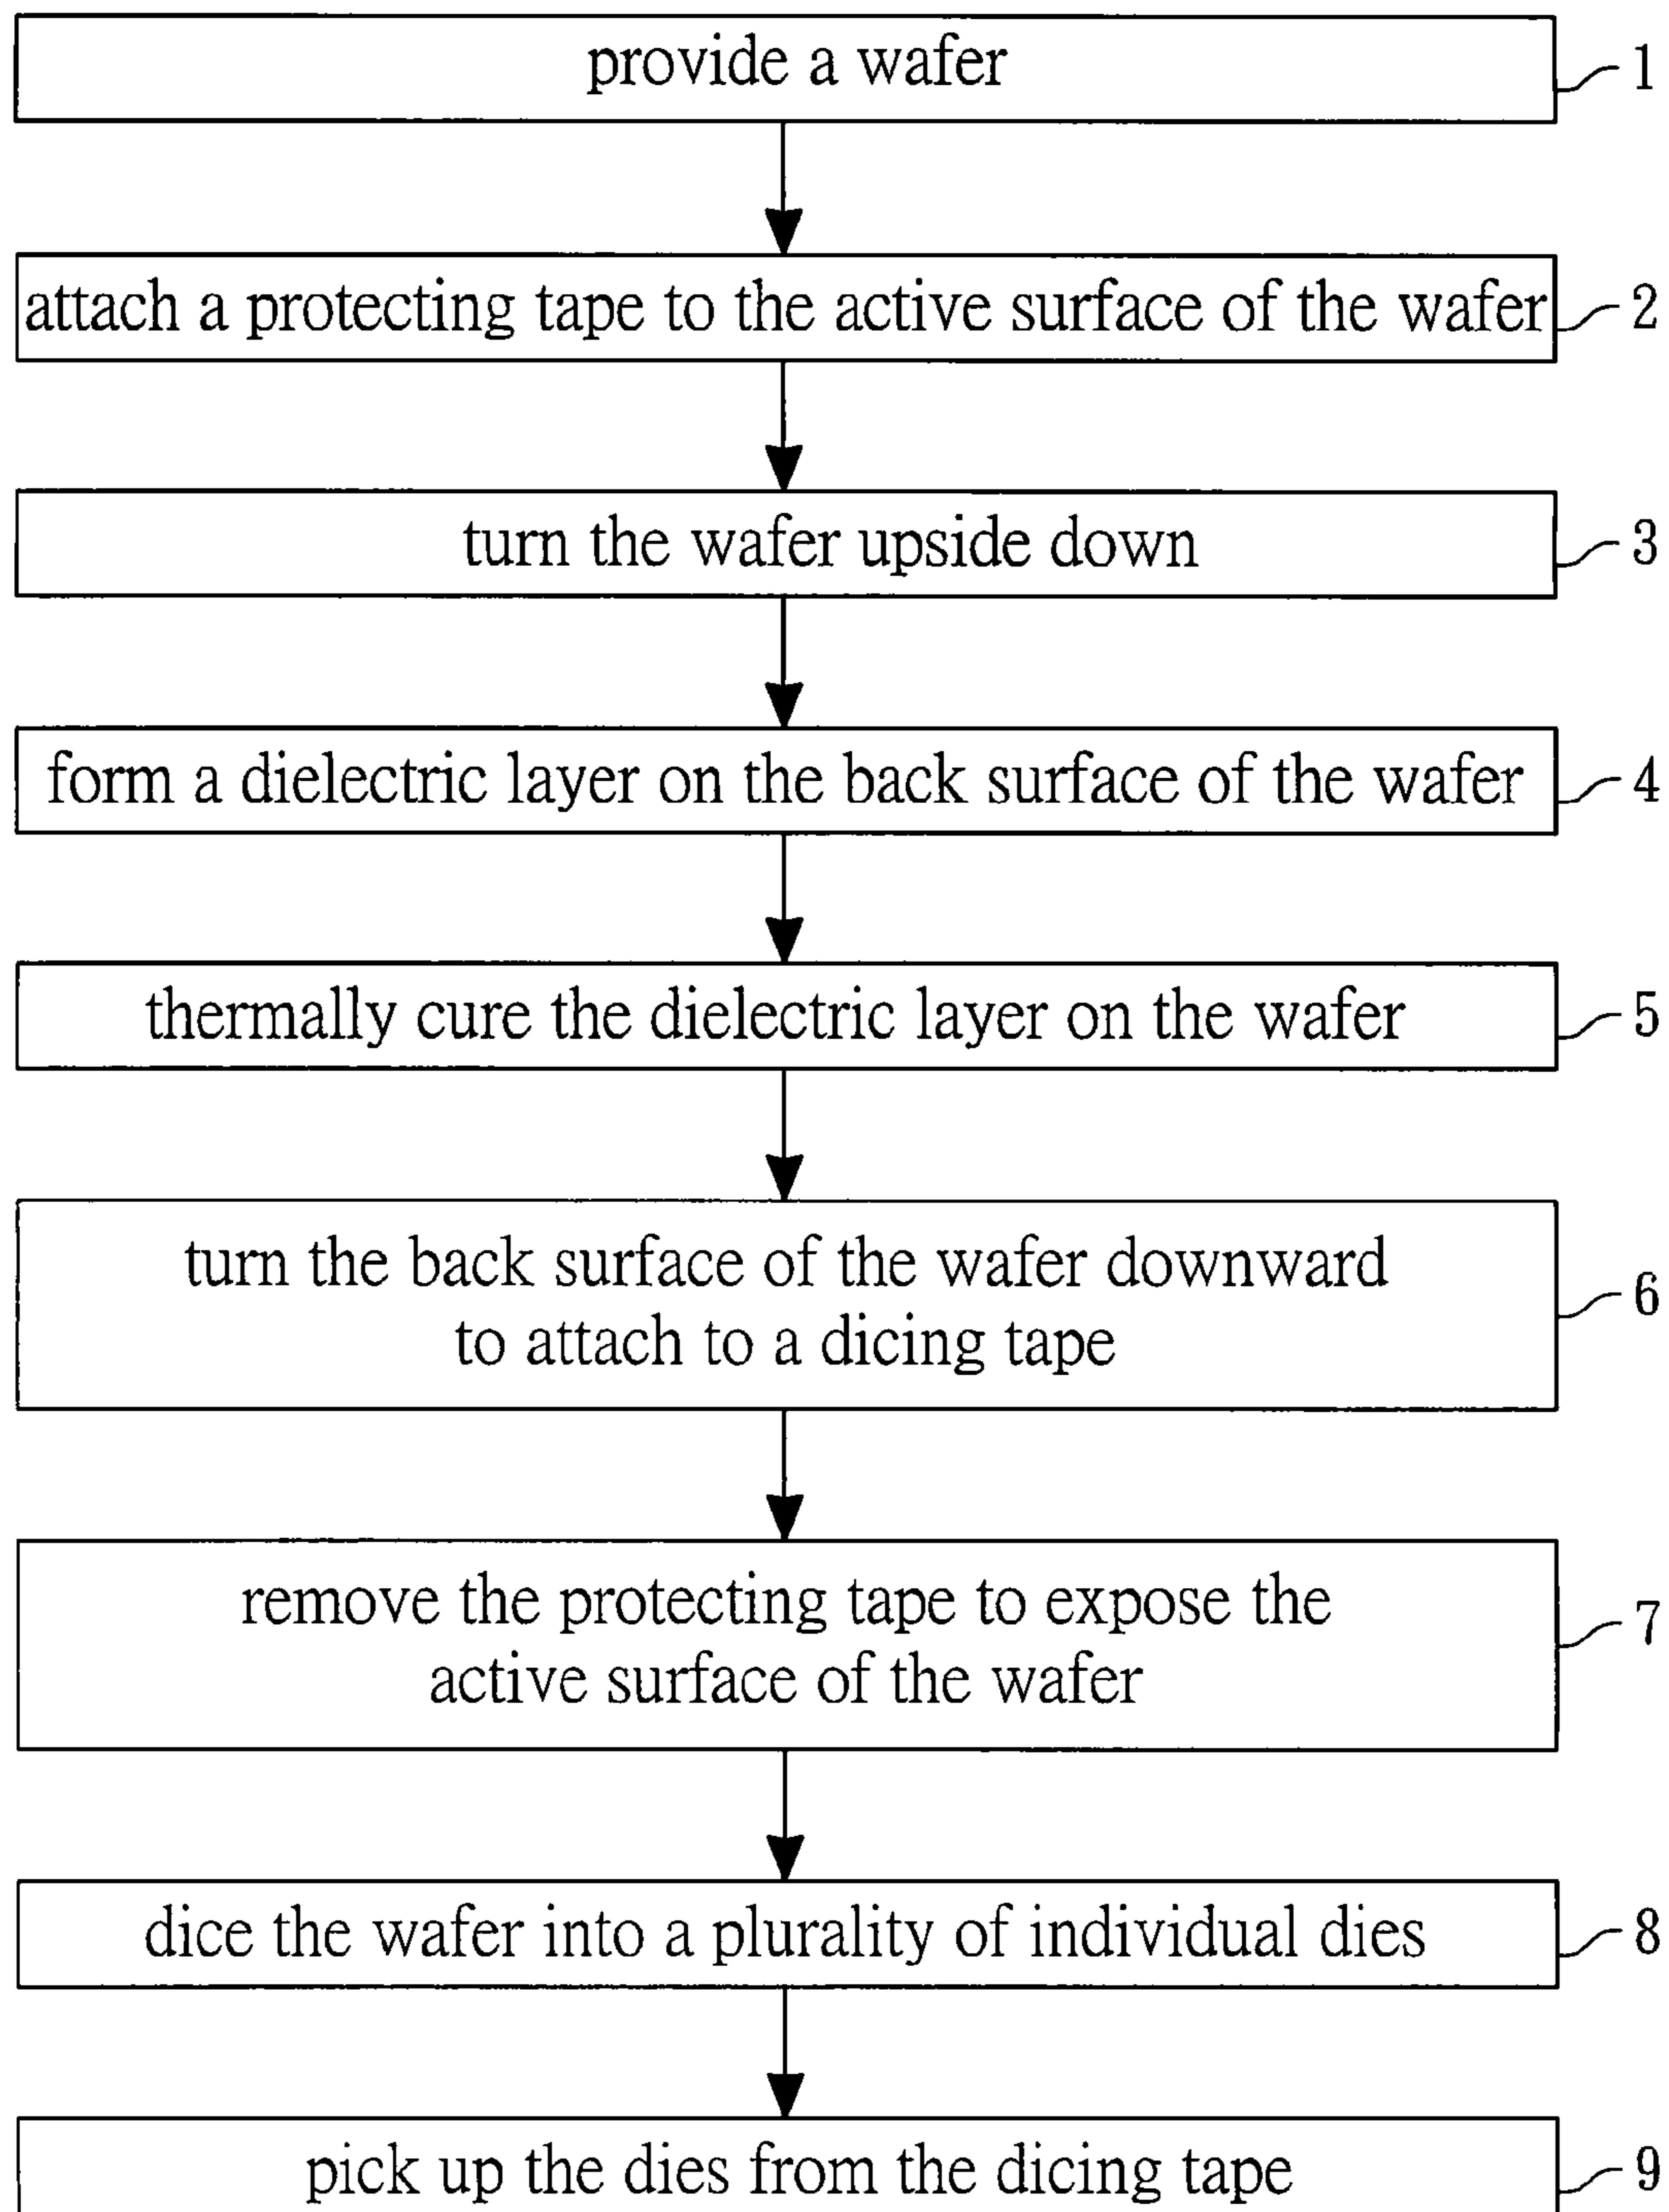 provide a wafer
1
attach a protecting tape to the active surface of the wafer
2
turn the wafer upside down
3
form a dielectric layer on the back surface of the wafer
4
thermally cure the dielectric layer on the wafer
5
turn the back surface of the wafer downward
to attach to a dicing tape
6
remove the protecting tape to expose the
active surface of the wafer
7
dice the wafer into a plurality of individual dies
8
pick up the dies from the dicing tape
9